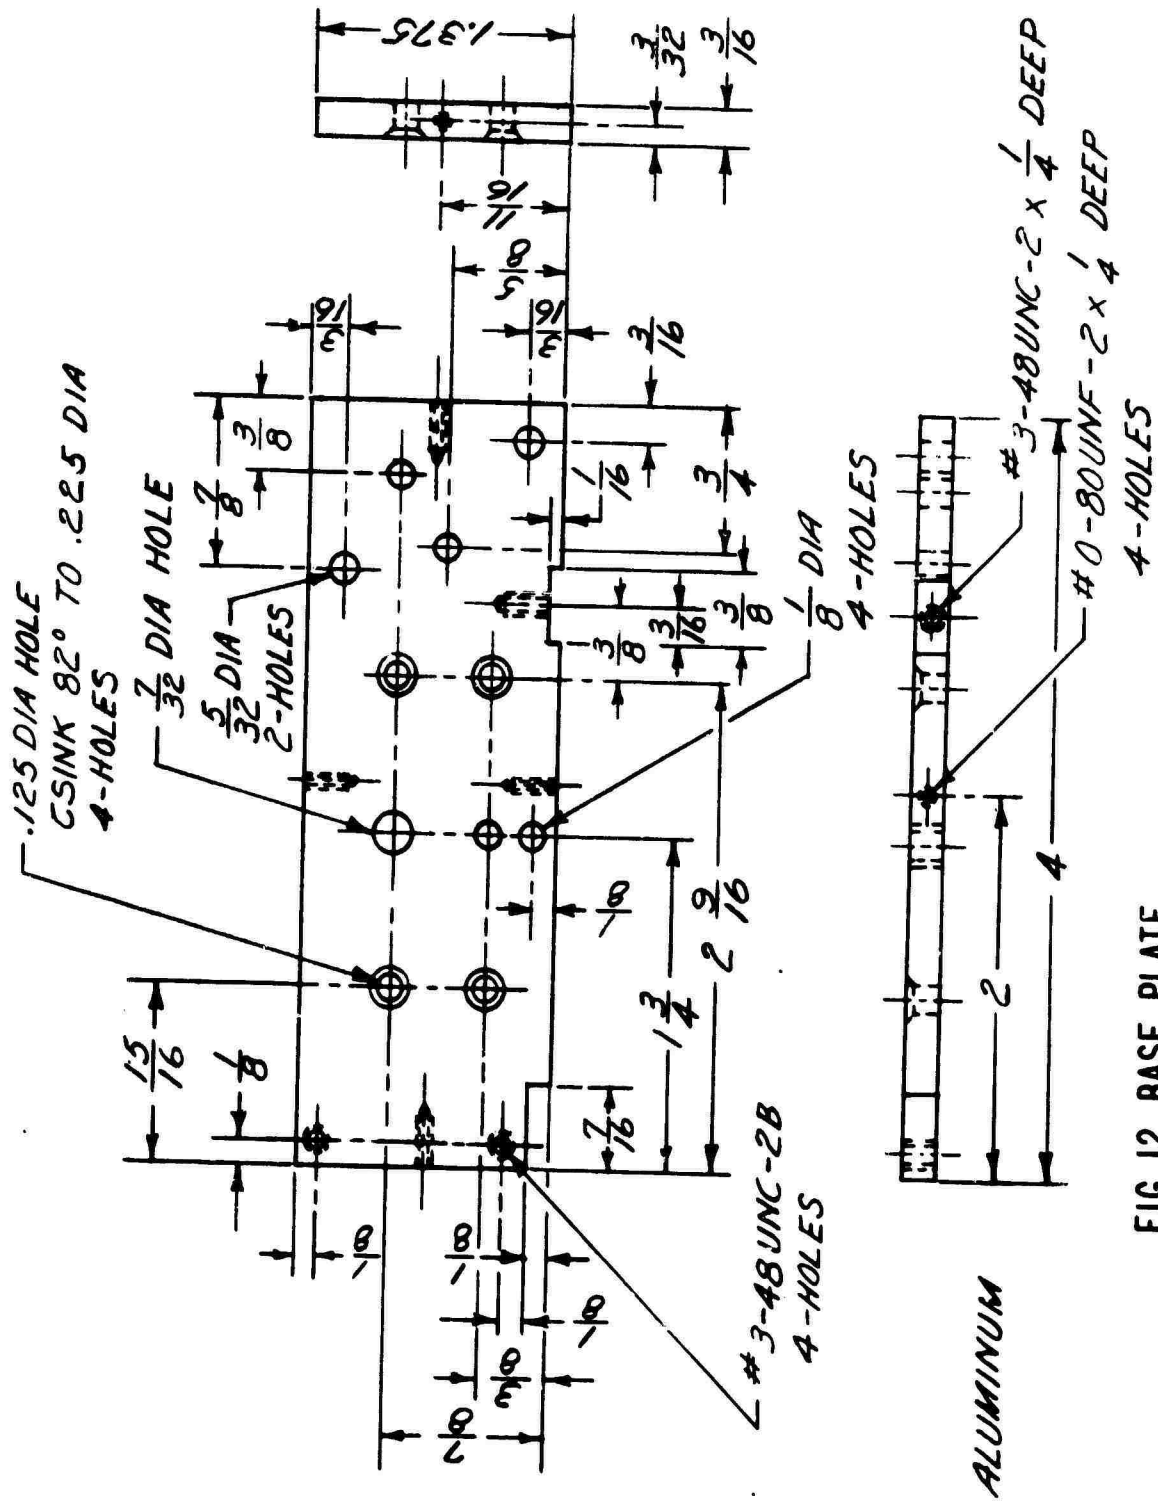 .125 DIA HOLE
CSINK 82° TO .225 DIA
4-HOLES
7/32 DIA HOLE
5/32 DIA
2-HOLES
15/16
1/8
7/8
3/8
3/16
1.375
11/16
5/8
3/16
3/32
3/16
3/16
1/16
3/4
3/8
3/16
3/8
1/8 DIA
4-HOLES
1/8
1 3/4
2 9/16
7/16
1/8
1/8
1/8
3/8
7/8
#3-48UNC-2B
4-HOLES
#3-48UNC-2 x 1/4 DEEP
#0-80UNF-2 x 1/4 DEEP
4-HOLES
2
4
ALUMINUM
FIG. 12 BASE PLATE